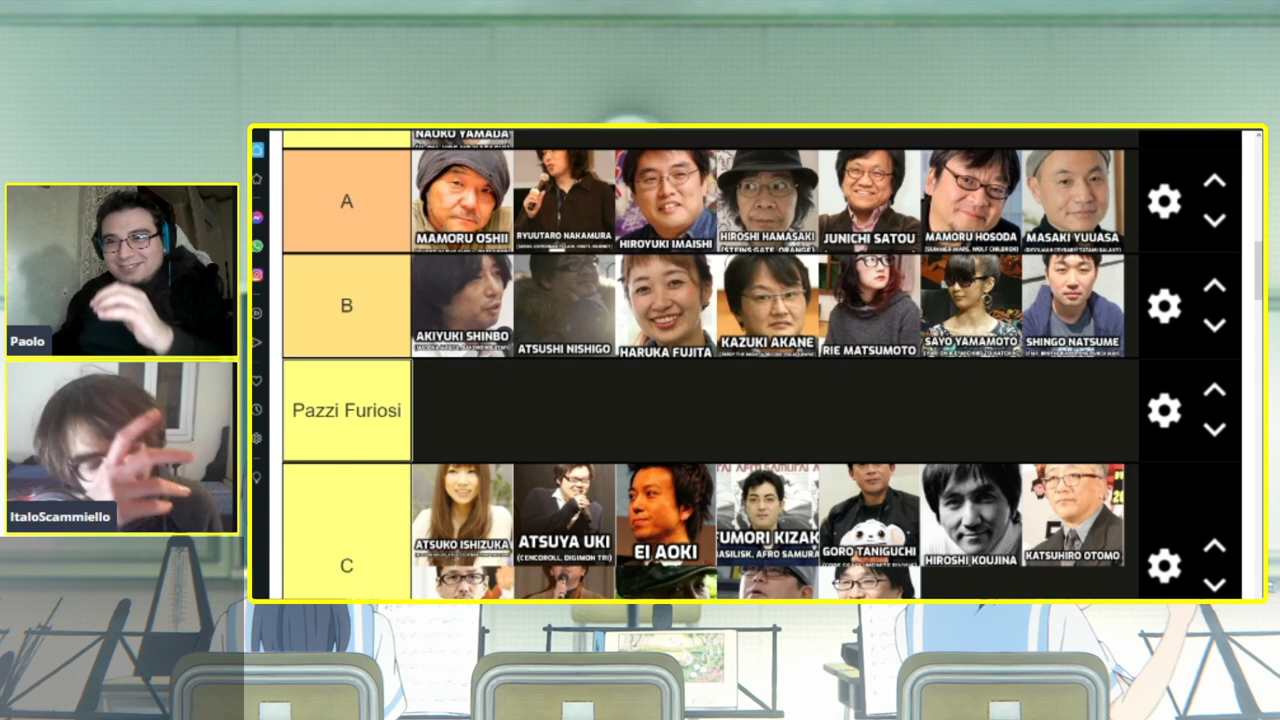 NAOKO YAMADA
A
MAMORU OSHII
RYUUTARO NAKAMURA
HIROYUKI IMAISHI
HIROSHI HAMASAKI
(STEINS;GATE, ORANGE)
JUNICHI SATOU
MAMORU HOSODA
(SUMMER WARS, WOLF CHILDREN)
MASAKI YUUASA
B
AKIYUKI SHINBO
ATSUSHI NISHIGO
HARUKA FUJITA
KAZUKI AKANE
RIE MATSUMOTO
SAYO YAMAMOTO
SHINGO NATSUME
Paolo
Pazzi Furiosi
ItaloScammiello
C
ATSUKO ISHIZUKA
ATSUYA UKI
(CENCOROLL, DIGIMON TRI)
EI AOKI
FUMORI KIZAK
BASILISK, AFRO SAMURA
GORO TANIGUCHI
HIROSHI KOUJINA
KATSUHIRO OTOMO